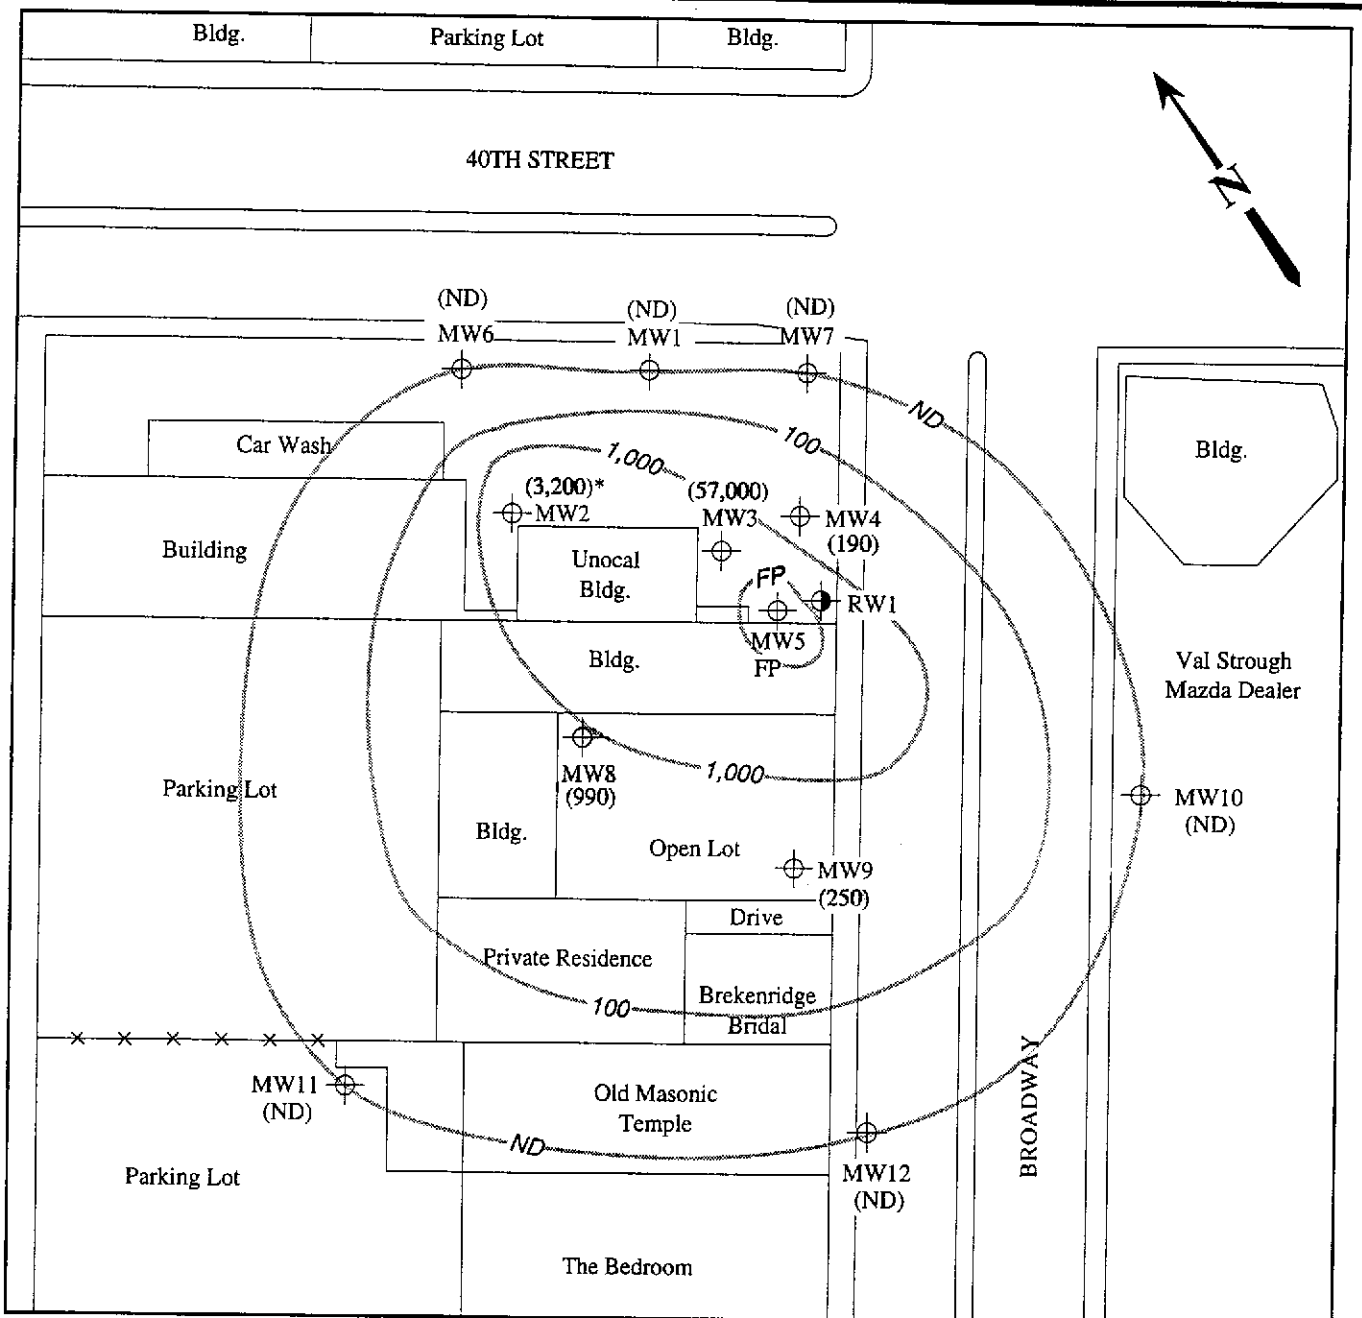 Bldg.
Parking Lot
Bldg.
40TH STREET
N
(ND)
MW6
(ND)
MW1
(ND)
MW7
ND
100
1,000
Car Wash
Bldg.
(3,200)*
MW2
(57,000)
MW3
MW4
(190)
Building
Unocal
Bldg.
FP
RW1
MW5
FP
Bldg.
Val Strough
Mazda Dealer
MW8
(990)
1,000
Parking Lot
MW10
(ND)
Bldg.
Open Lot
MW9
(250)
Drive
Private Residence
Brekenridge
Bridal
100
MW11
(ND)
Old Masonic
Temple
ND
BROADWAY
MW12
(ND)
Parking Lot
The Bedroom